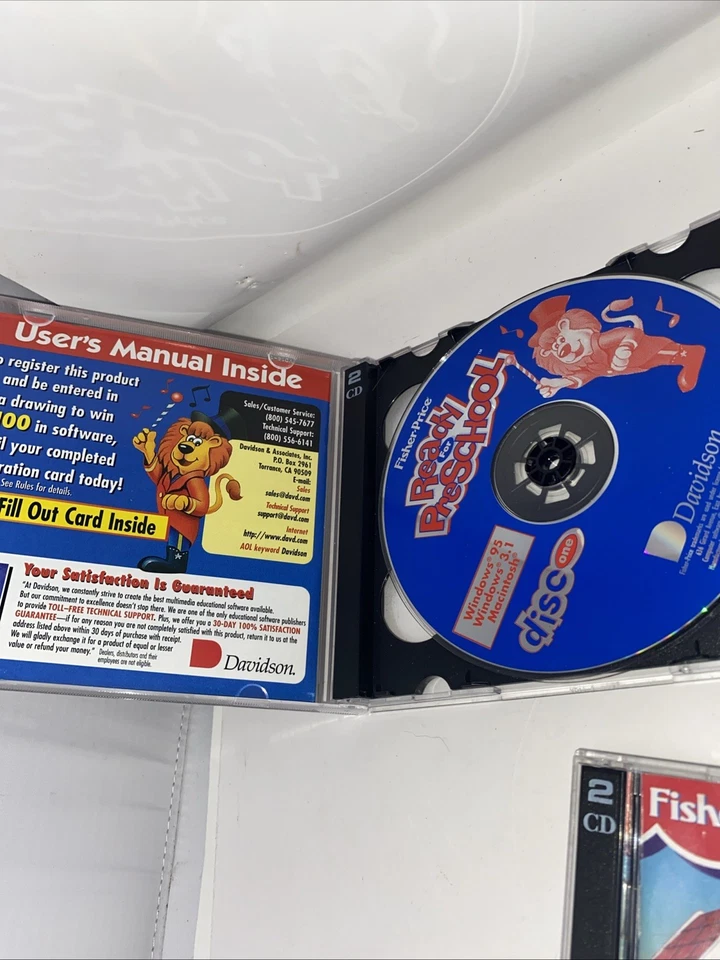 User's Manual Inside
o register this product
and be entered in
a drawing to win
100 in software,
il your completed
ration card today!
See Rules for details.
Fill Out Card Inside
Sales/Customer Service:
(800) 545-7677
Technical Support:
(800) 556-6141
Davidson & Associates, Inc.
P.O. Box 2961
Torrance, CA 90509
E-mail:
Sales
sales@davd.com
Technical Support
support@davd.com
Internet
http://www.davd.com
AOL keyword Davidson
Your Satisfaction Is Guaranteed
"At Davidson, we constantly strive to create the best multimedia educational software available.
But our commitment to excellence doesn't stop there. We are one of the only educational software publishers
to provide TOLL-FREE TECHNICAL SUPPORT. Plus, we offer you a 30-DAY 100% SATISFACTION
GUARANTEE—if for any reason you are not completely satisfied with this product, return it to us at the
address listed above within 30 days of purchase with receipt.
We will gladly exchange it for a product of equal or lesser
value or refund your money." Dealers, distributors and their
employees are not eligible.
Davidson.
2
CD
Fisher-Price
Ready!
for
PreSchool™
Windows® 95
Windows® 3.1
Macintosh®
disc one
Davidson
2
CD
Fish